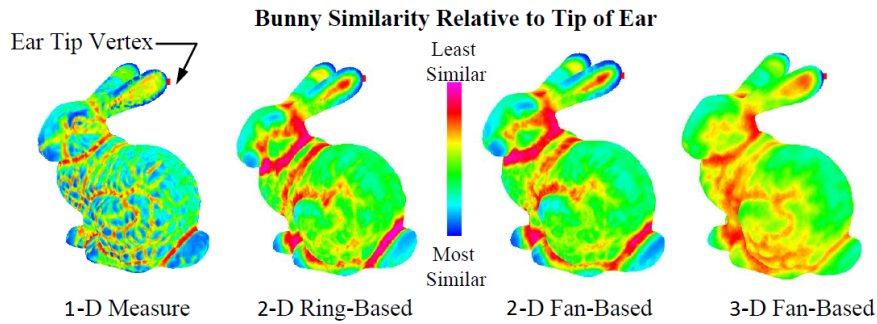 Bunny Similarity Relative to Tip of Ear
Ear Tip Vertex
Least
Similar
Most
Similar
1-D Measure
2-D Ring-Based
2-D Fan-Based
3-D Fan-Based